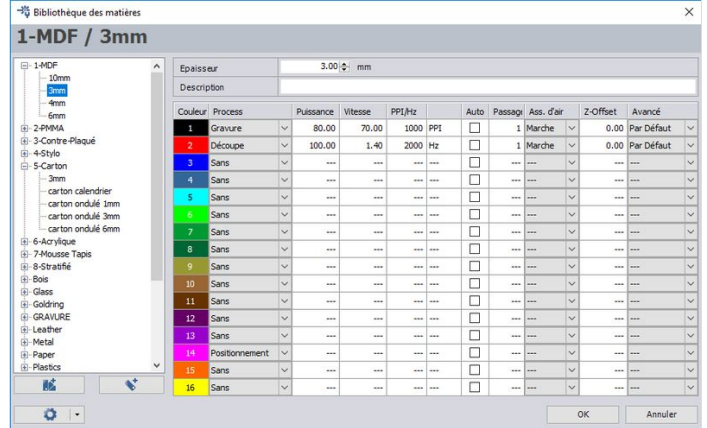 Bibliothèque des matières
1-MDF / 3mm
1-MDF
10mm
3mm
4mm
6mm
2-PMMA
3-Contre-Plaqué
4-Stylo
5-Carton
3mm
carton calendrier
carton ondulé 1mm
carton ondulé 3mm
carton ondulé 6mm
6-Acrylique
7-Mousse Tapis
8-Stratifié
Bois
Glass
Goldring
GRAVURE
Leather
Metal
Paper
Plastics
Epaisseur 3.00 mm
Description
Couleur Process Puissance Vitesse PPI/Hz Auto Passage Ass. d'air Z-Offset Avancé
1 Gravure 80.00 70.00 1000 PPI 1 Marche 0.00 Par Défaut
2 Découpe 100.00 1.40 2000 Hz 1 Marche 0.00 Par Défaut
3 Sans --- --- --- --- --- --- --- ---
4 Sans --- --- --- --- --- --- --- ---
5 Sans --- --- --- --- --- --- --- ---
6 Sans --- --- --- --- --- --- --- ---
7 Sans --- --- --- --- --- --- --- ---
8 Sans --- --- --- --- --- --- --- ---
9 Sans --- --- --- --- --- --- --- ---
10 Sans --- --- --- --- --- --- --- ---
11 Sans --- --- --- --- --- --- --- ---
12 Sans --- --- --- --- --- --- --- ---
13 Sans --- --- --- --- --- --- --- ---
14 Positionnement --- --- --- --- --- --- --- ---
15 Sans --- --- --- --- --- --- --- ---
16 Sans --- --- --- --- --- --- --- ---
OK Annuler